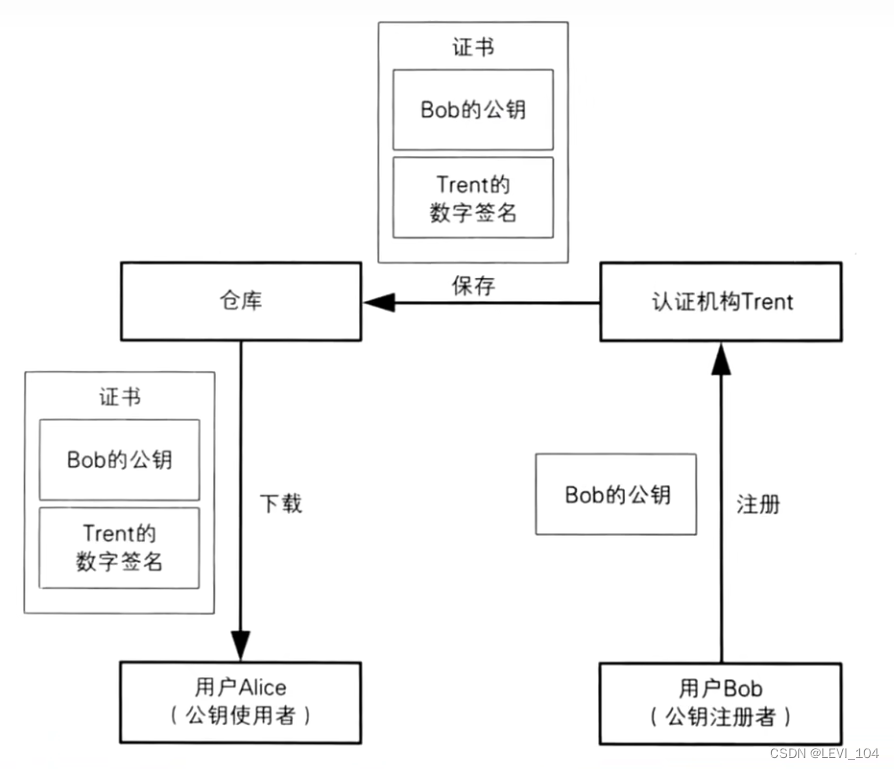 证书
Bob的公钥
Trent的
数字签名
仓库
保存
认证机构Trent
证书
Bob的公钥
Trent的
数字签名
下载
Bob的公钥
注册
用户Alice
（公钥使用者）
用户Bob
（公钥注册者）
CSDN @LEVI_104